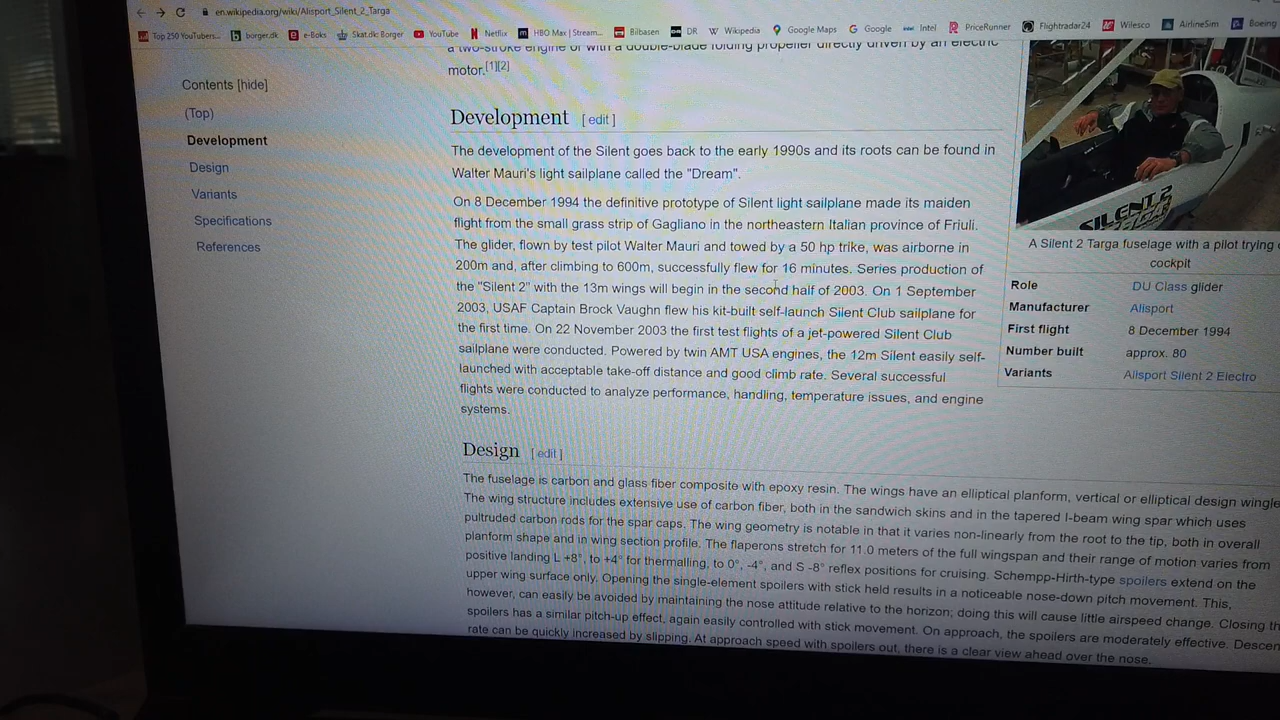 en.wikipedia.org/wiki/Alisport_Silent_2_Targa
Top 250 YouTubers... borger.dk e-Boks Skat.dk: Borger YouTube Netflix HBO Max | Stream... Bilbasen DR Wikipedia Google Maps Google Intel PriceRunner Flightradar24 Wilesco AirlineSim Boeing
a two-stroke engine or with a double-blade folding propeller directly driven by an electric
motor.[1][2]
Contents [hide]
(Top)
Development
Design
Variants
Specifications
References
Development [ edit ]
The development of the Silent goes back to the early 1990s and its roots can be found in
Walter Mauri's light sailplane called the "Dream".
On 8 December 1994 the definitive prototype of Silent light sailplane made its maiden
flight from the small grass strip of Gagliano in the northeastern Italian province of Friuli.
The glider, flown by test pilot Walter Mauri and towed by a 50 hp trike, was airborne in
200m and, after climbing to 600m, successfully flew for 16 minutes. Series production of
the "Silent 2" with the 13m wings will begin in the second half of 2003. On 1 September
2003, USAF Captain Brock Vaughn flew his kit-built self-launch Silent Club sailplane for
the first time. On 22 November 2003 the first test flights of a jet-powered Silent Club
sailplane were conducted. Powered by twin AMT USA engines, the 12m Silent easily self-
launched with acceptable take-off distance and good climb rate. Several successful
flights were conducted to analyze performance, handling, temperature issues, and engine
systems.
SILENT 2
TARGA
A Silent 2 Targa fuselage with a pilot trying
cockpit
Role DU Class glider
Manufacturer Alisport
First flight 8 December 1994
Number built approx. 80
Variants Alisport Silent 2 Electro
Design [ edit ]
The fuselage is carbon and glass fiber composite with epoxy resin. The wings have an elliptical planform, vertical or elliptical design wingle
The wing structure includes extensive use of carbon fiber, both in the sandwich skins and in the tapered I-beam wing spar which uses
pultruded carbon rods for the spar caps. The wing geometry is notable in that it varies non-linearly from the root to the tip, both in overall
planform shape and in wing section profile. The flaperons stretch for 11.0 meters of the full wingspan and their range of motion varies from
positive landing L +8°, to +4° for thermalling, to 0°, -4°, and S -8° reflex positions for cruising. Schempp-Hirth-type spoilers extend on the
upper wing surface only. Opening the single-element spoilers with stick held results in a noticeable nose-down pitch movement. This,
however, can easily be avoided by maintaining the nose attitude relative to the horizon; doing this will cause little airspeed change. Closing th
spoilers has a similar pitch-up effect, again easily controlled with stick movement. On approach, the spoilers are moderately effective. Descen
rate can be quickly increased by slipping. At approach speed with spoilers out, there is a clear view ahead over the nose.